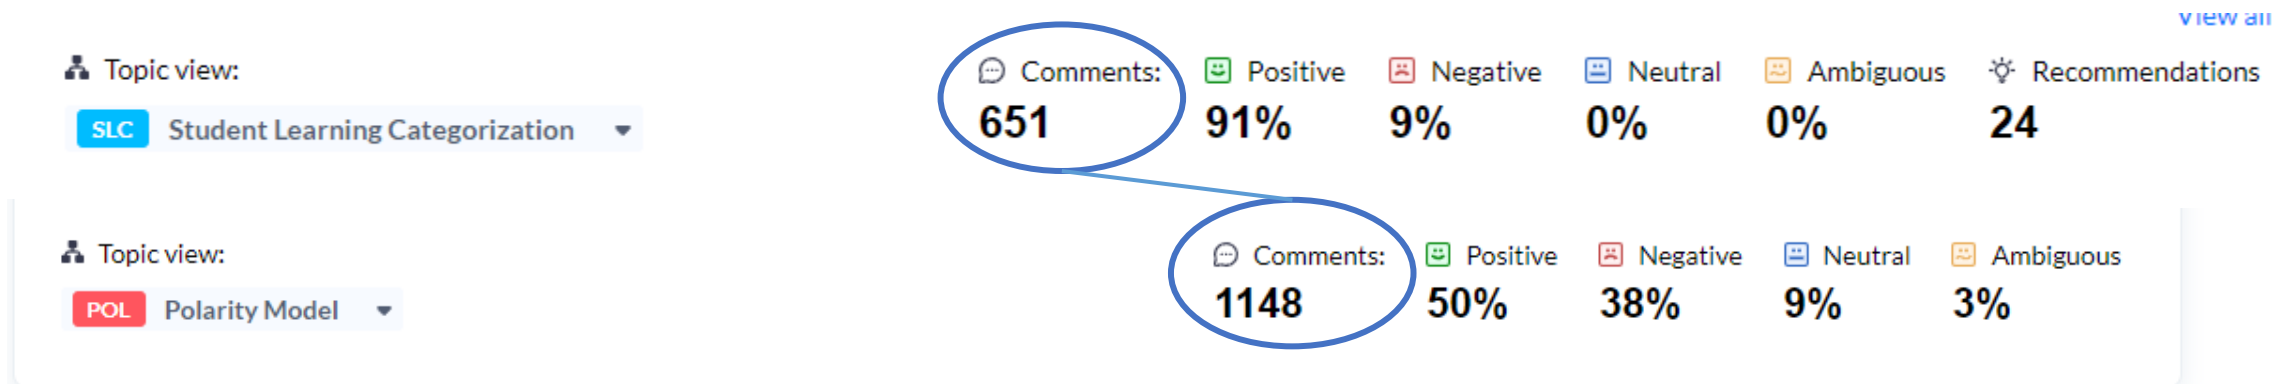 View all
Topic view:
Comments: Positive Negative Neutral Ambiguous Recommendations
SLC Student Learning Categorization
651 91% 9% 0% 0% 24
Topic view:
Comments: Positive Negative Neutral Ambiguous
POL Polarity Model
1148 50% 38% 9% 3%